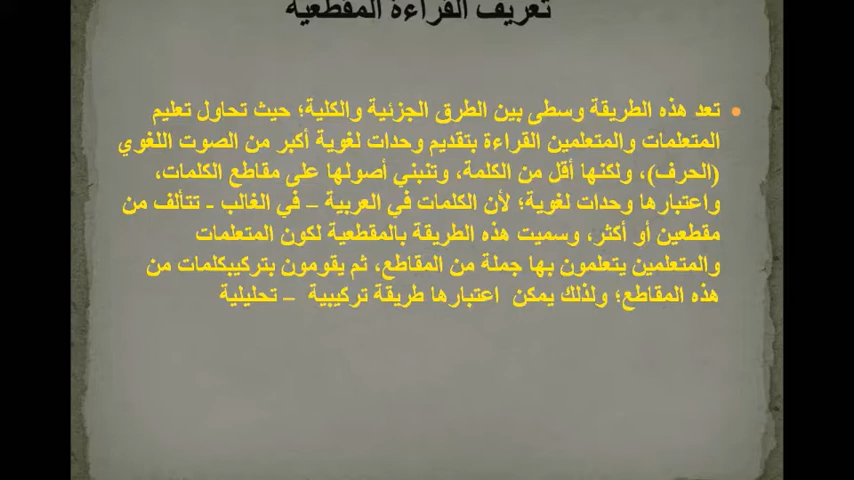 تعريف القراءة المقطعية
تعد هذه الطريقة وسطى بين الطرق الجزئية والكلية؛ حيث تحاول تعليم
المتعلمات والمتعلمين القراءة بتقديم وحدات لغوية أكبر من الصوت اللغوي
(الحرف)، ولكنها أقل من الكلمة، وتنبني أصولها على مقاطع الكلمات،
واعتبارها وحدات لغوية؛ لأن الكلمات في العربية – في الغالب - تتألف من
مقطعين أو أكثر، وسميت هذه الطريقة بالمقطعية لكون المتعلمات
والمتعلمين يتعلمون بها جملة من المقاطع، ثم يقومون بتركيبكلمات من
هذه المقاطع؛ ولذلك يمكن اعتبارها طريقة تركيبية – تحليلية